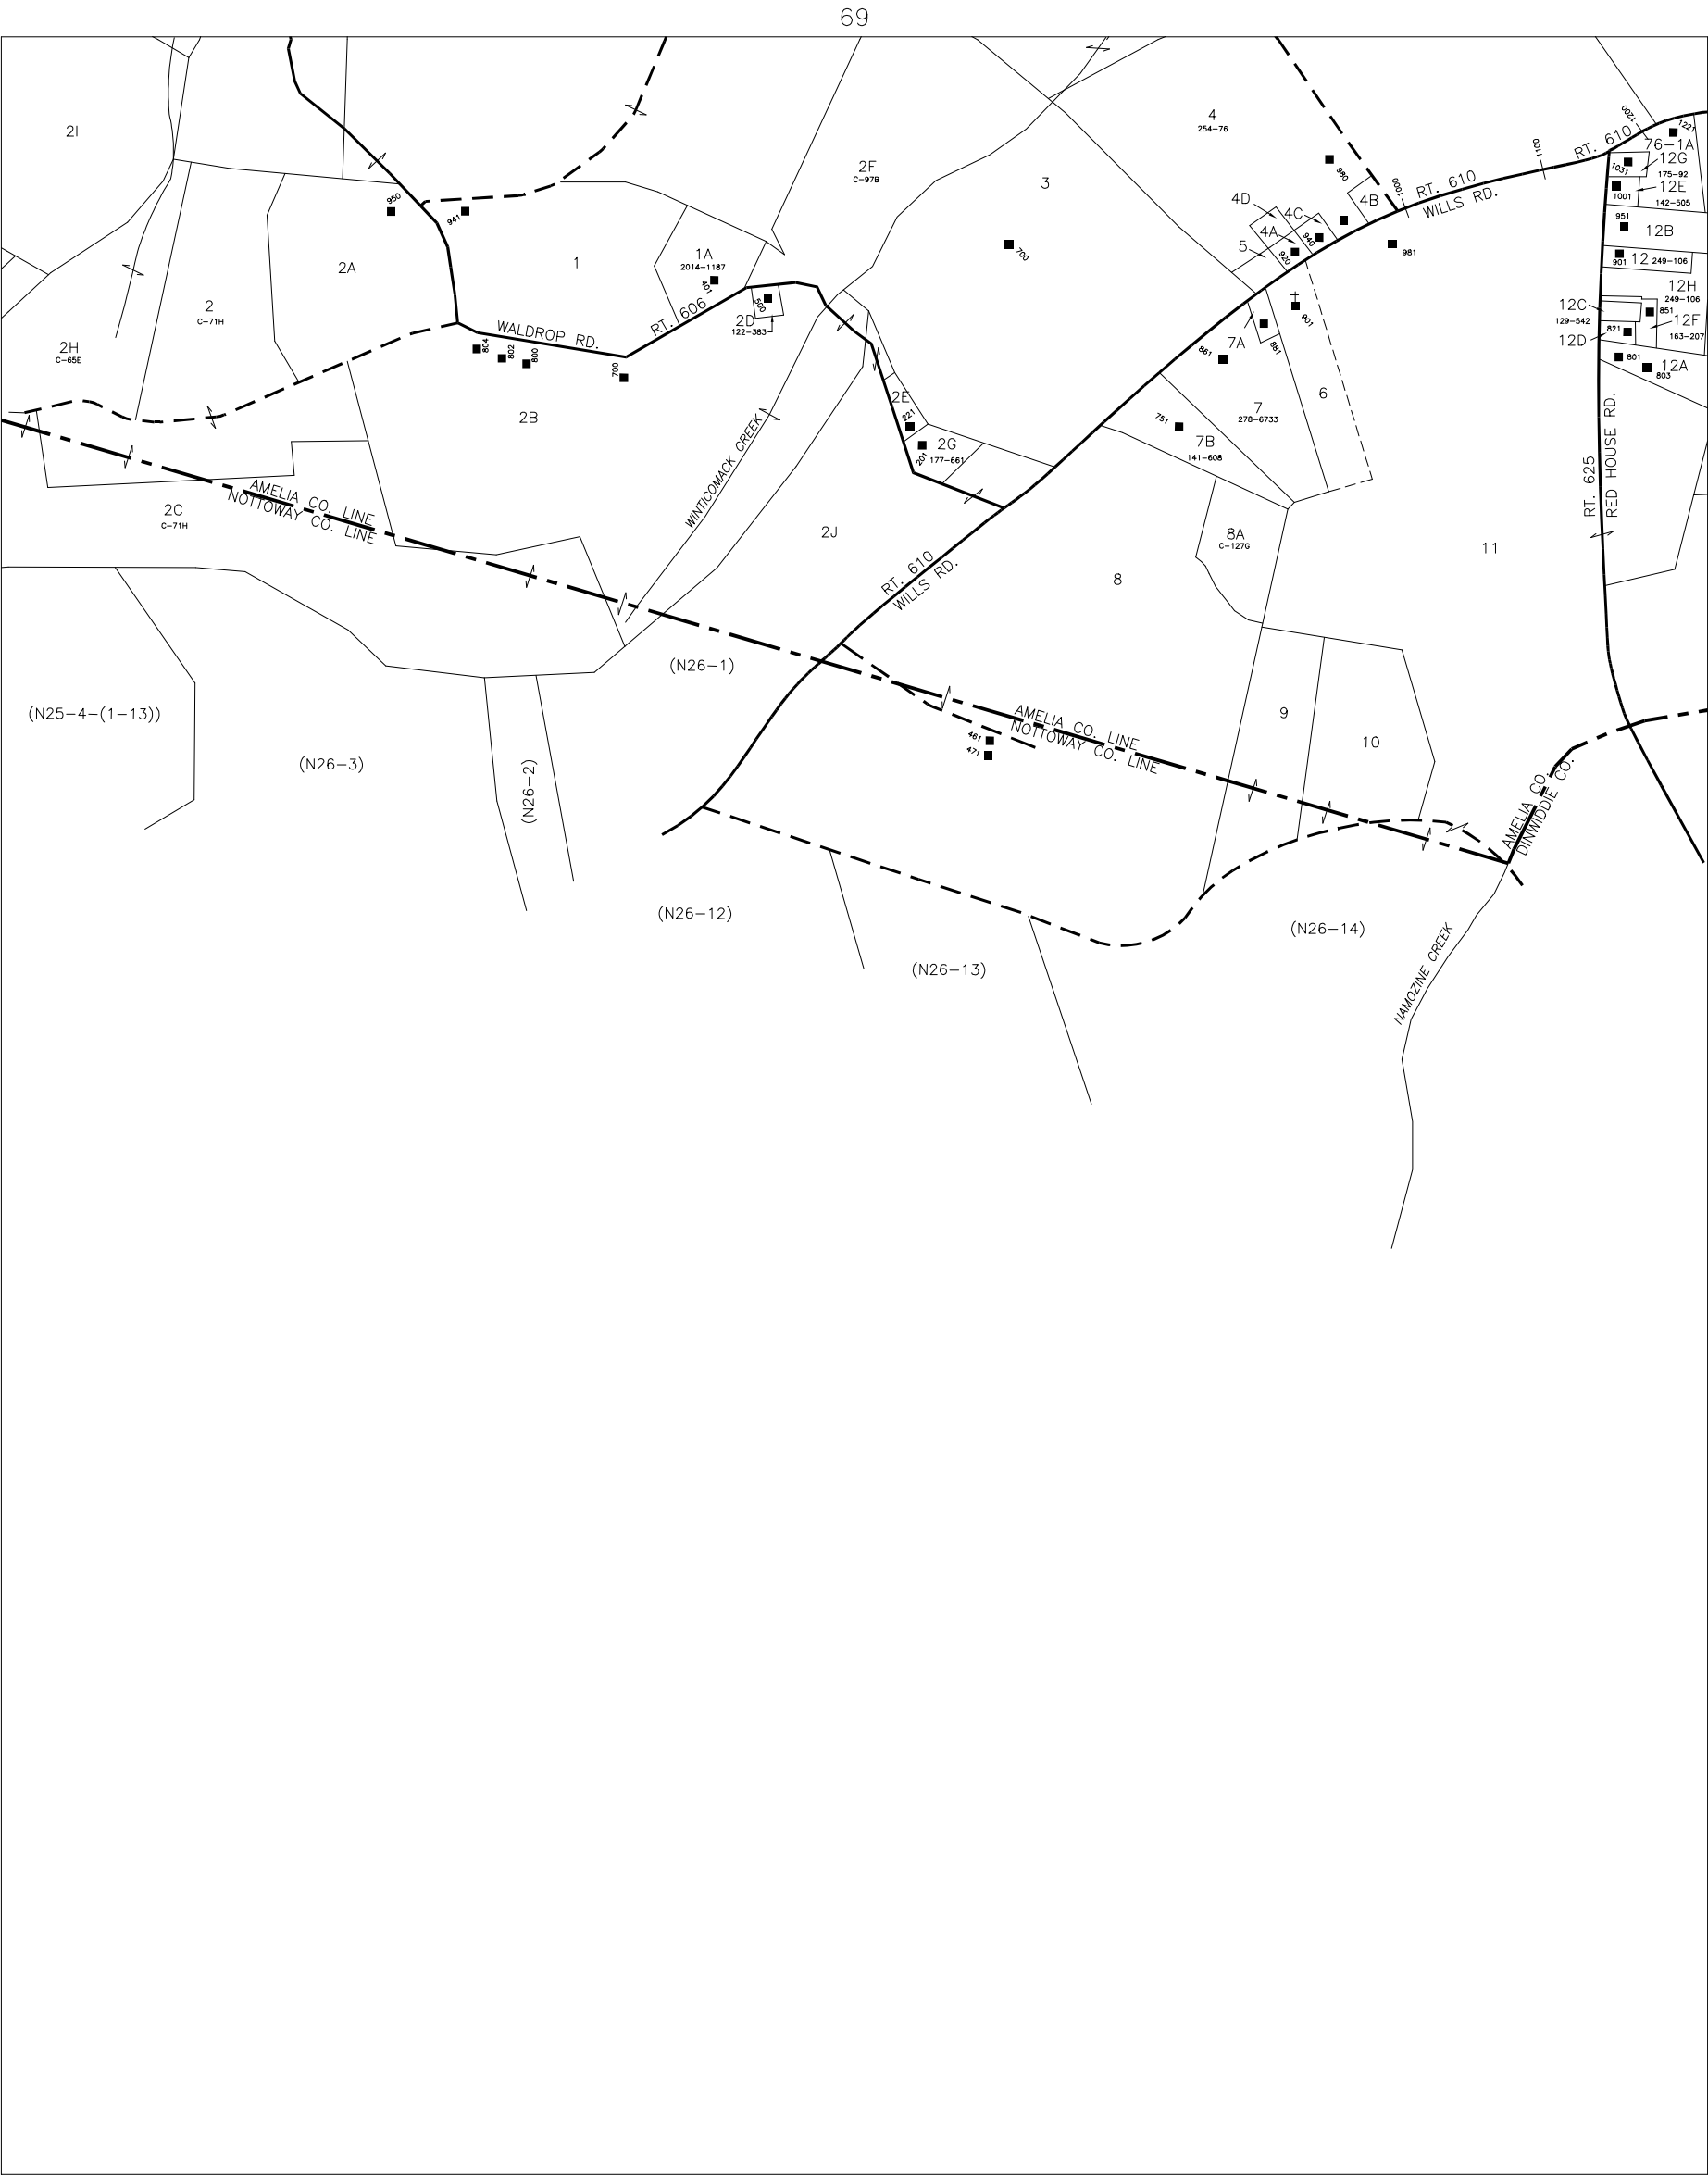 69
2I
4
254-76
1200
1221
RT. 610
76-1A
1100
1031
12G
175-92
12E
142-505
1001
2F
C-97B
3
980
1000
RT. 610
WILLS RD.
4D
4C
4B
950
941
4A
940
920
5
981
951
12B
901
12
249-106
700
1A
2014-1187
401
1
2A
2
C-71H
12H
249-106
12C
129-542
851
12F
163-207
821
12D
801
803
12A
901
RT. 606
500
2D
122-383
WALDROP RD.
2H
C-65E
804
802
800
700
7A
881
861
6
7
278-6733
2E
221
2B
751
7B
141-608
2G
177-661
201
WINTICOMACK CREEK
RT. 625
RED HOUSE RD.
AMELIA CO. LINE
NOTTOWAY CO. LINE
2C
C-71H
2J
8A
C-127G
11
RT. 610
WILLS RD.
8
(N26-1)
(N25-4-(1-13))
AMELIA CO. LINE
NOTTOWAY CO. LINE
9
10
461
471
(N26-3)
(N26-2)
AMELIA CO.
DINWIDDIE CO.
(N26-12)
(N26-14)
(N26-13)
NAMOZINE CREEK